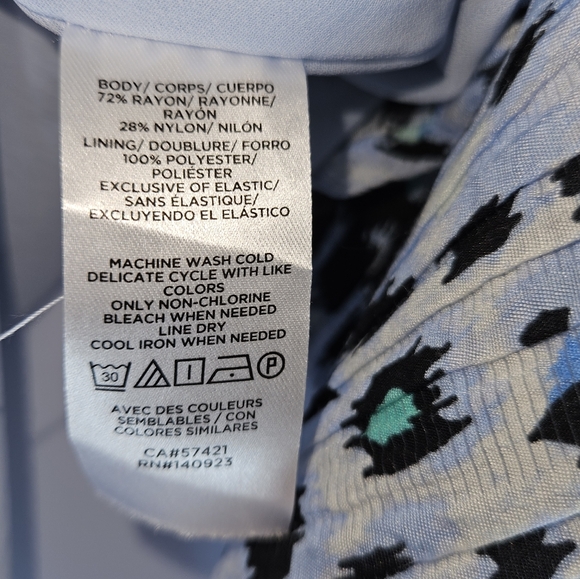 BODY/ CORPS/ CUERPO
72% RAYON/ RAYONNE/
RAYÓN
28% NYLON/ NILÓN
LINING/ DOUBLURE/ FORRO
100% POLYESTER/
POLIÉSTER
EXCLUSIVE OF ELASTIC/
SANS ÉLASTIQUE/
EXCLUYENDO EL ELÁSTICO
MACHINE WASH COLD
DELICATE CYCLE WITH LIKE
COLORS
ONLY NON-CHLORINE
BLEACH WHEN NEEDED
LINE DRY
COOL IRON WHEN NEEDED
30 P
AVEC DES COULEURS
SEMBLABLES / CON
COLORES SIMILARES
CA#57421
RN#140923